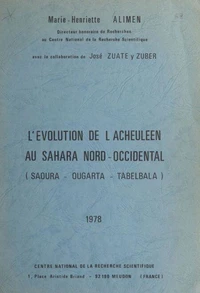 Marie-Henriette ALIMEN
Directeur honoraire de Recherches
au Centre National de la Recherche Scientifique
avec la collaboration de José ZUATE y ZUBER
L'EVOLUTION DE L ACHEULEEN
AU SAHARA NORD-OCCIDENTAL
( SAOURA - OUGARTA - TABELBALA )
1978
CENTRE NATIONAL DE LA RECHERCHE SCIENTIFIQUE
1, Place Aristide Briand - 92190 MEUDON (FRANCE)